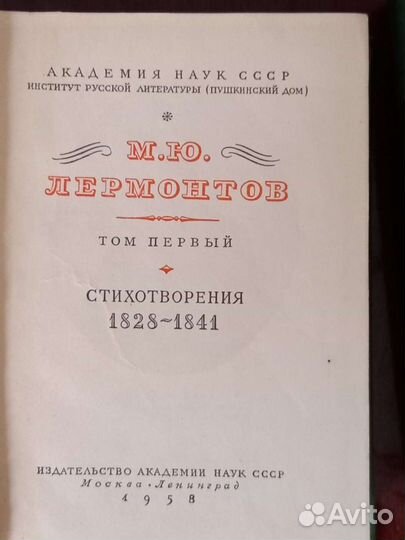 АКАДЕМИЯ НАУК СССР
ИНСТИТУТ РУССКОЙ ЛИТЕРАТУРЫ (ПУШКИНСКИЙ ДОМ)
М.Ю.
ЛЕРМОНТОВ
ТОМ ПЕРВЫЙ
СТИХОТВОРЕНИЯ
1828~1841
ИЗДАТЕЛЬСТВО АКАДЕМИИ НАУК СССР
Москва · Ленинград
1958
Avito